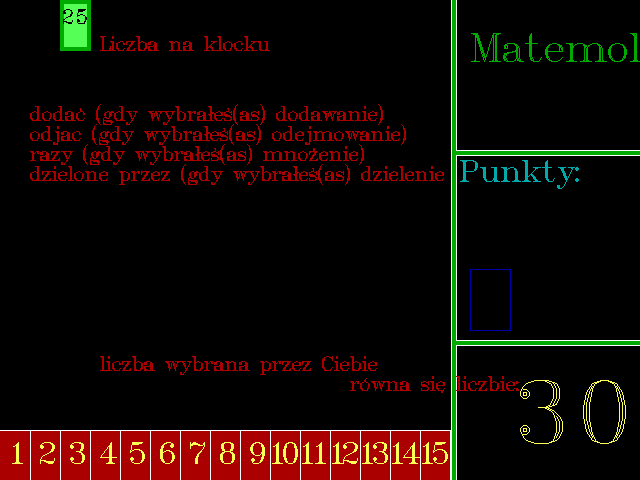 25
Liczba na klocku
Matemol
dodać (gdy wybrałeś(aś) dodawanie)
odjąc (gdy wybrałeś(aś) odejmowanie)
razy (gdy wybrałeś(aś) mnożenie)
dzielone przez (gdy wybrałeś(aś) dzielenie
Punkty:
liczba wybrana przez Ciebie
równa się liczbie:
30
1 2 3 4 5 6 7 8 9 10 11 12 13 14 15